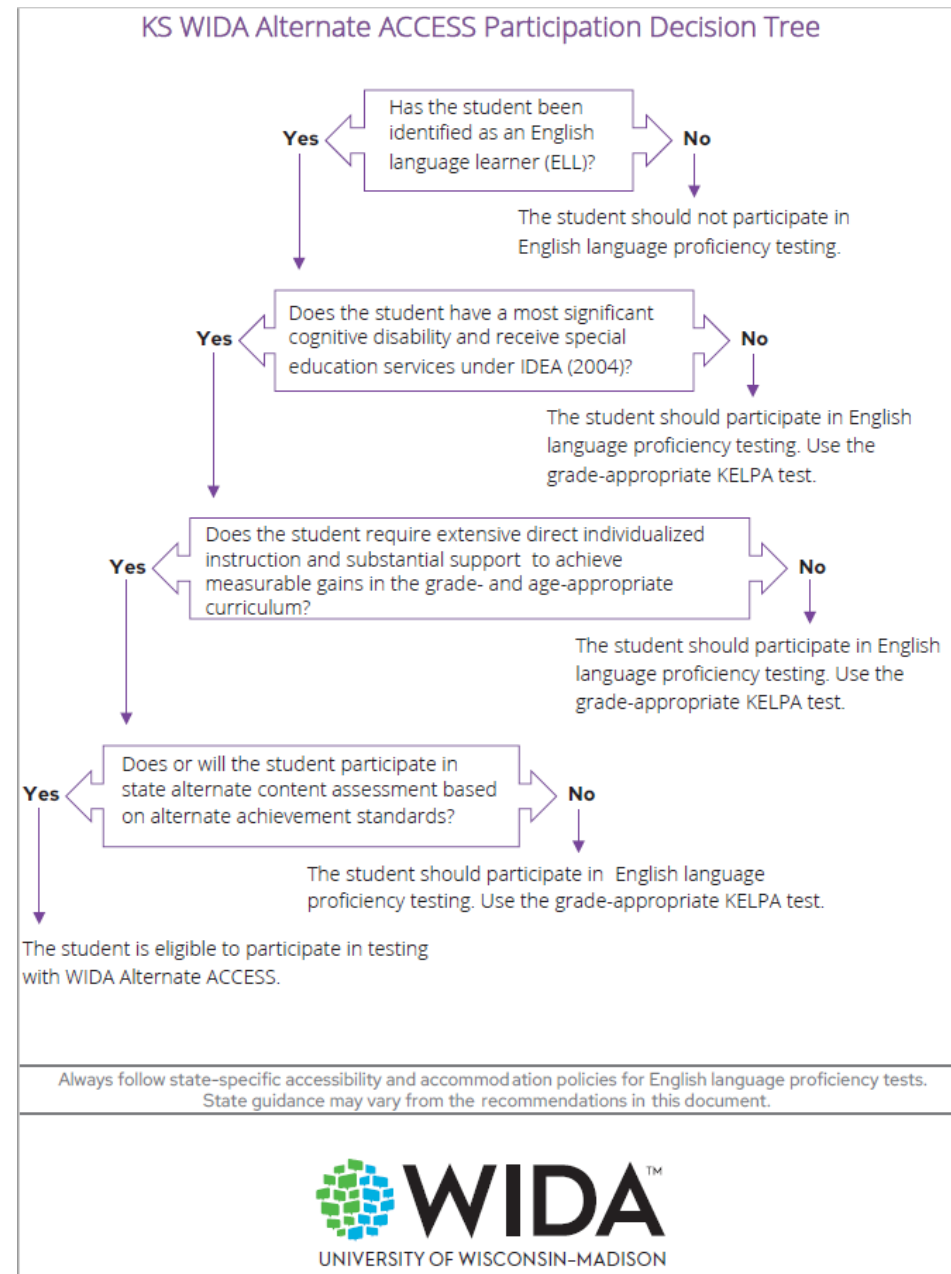 KS WIDA Alternate ACCESS Participation Decision Tree
Has the student been
identified as an English
language learner (ELL)?
Yes
No
The student should not participate in
English language proficiency testing.
Does the student have a most significant
cognitive disability and receive special
education services under IDEA (2004)?
Yes
No
The student should participate in English
language proficiency testing. Use the
grade-appropriate KELPA test.
Does the student require extensive direct individualized
instruction and substantial support to achieve
measurable gains in the grade- and age-appropriate
curriculum?
Yes
No
The student should participate in English
language proficiency testing. Use the
grade-appropriate KELPA test.
Does or will the student participate in
state alternate content assessment based
on alternate achievement standards?
Yes
No
The student should participate in English language
proficiency testing. Use the grade-appropriate KELPA test.
The student is eligible to participate in testing
with WIDA Alternate ACCESS.
Always follow state-specific accessibility and accommodation policies for English language proficiency tests.
State guidance may vary from the recommendations in this document.
WIDA™
UNIVERSITY OF WISCONSIN–MADISON